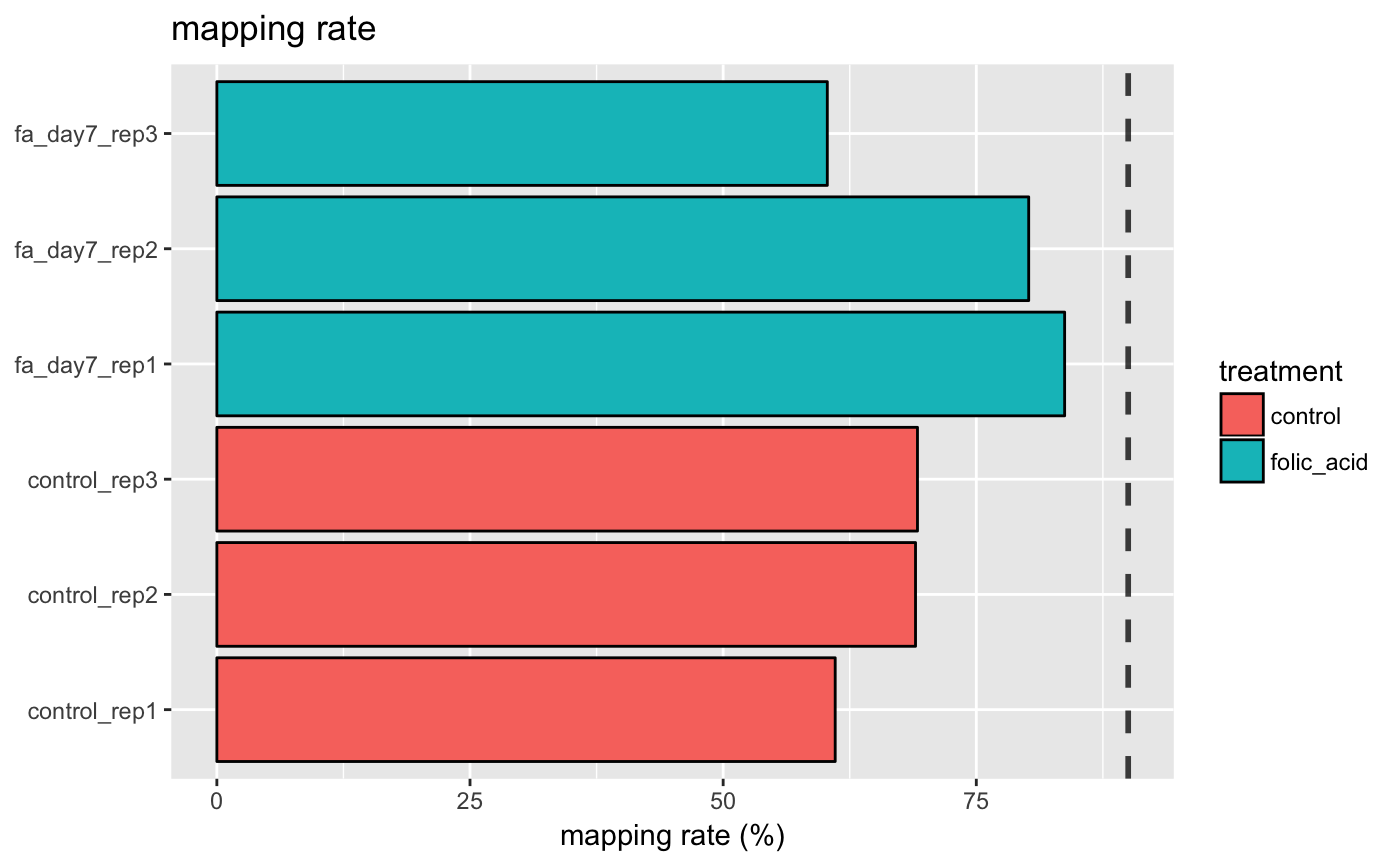 mapping rate
fa_day7_rep3
fa_day7_rep2
fa_day7_rep1
control_rep3
control_rep2
control_rep1
0 25 50 75
mapping rate (%)
treatment
control
folic_acid